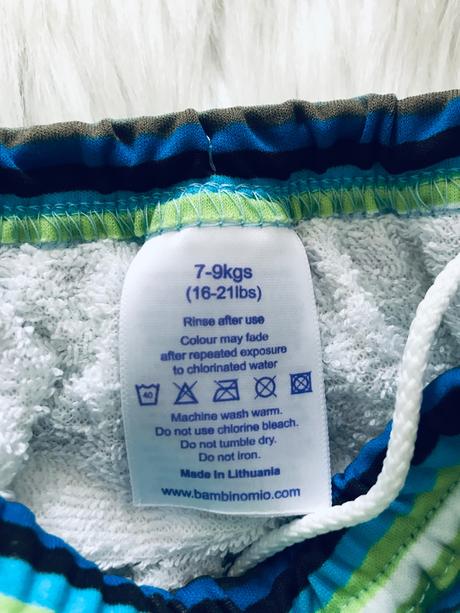 7-9kgs
(16-21lbs)
Rinse after use
Colour may fade
after repeated exposure
to chlorinated water
40
Machine wash warm.
Do not use chlorine bleach.
Do not tumble dry.
Do not iron.
Made in Lithuania
www.bambinomio.com